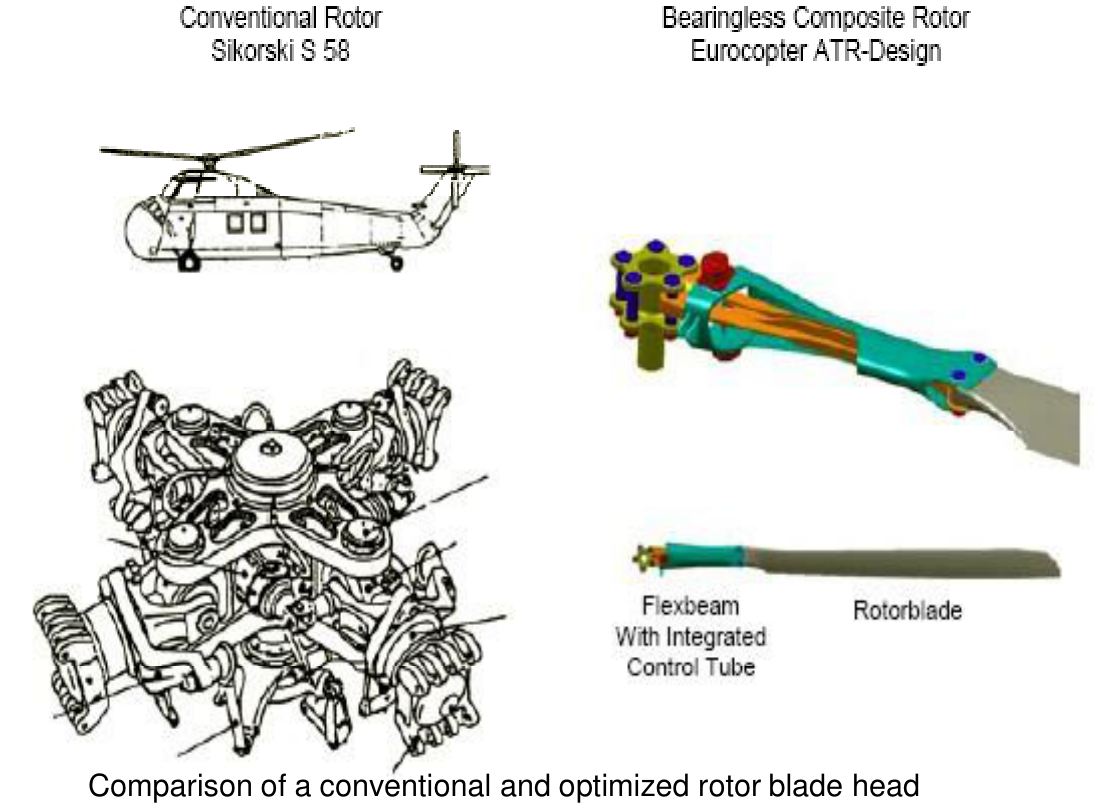 Conventional Rotor
Sikorski S 58
Bearingless Composite Rotor
Eurocopter ATR-Design
Flexbeam
With Integrated
Control Tube
Rotorblade
Comparison of a conventional and optimized rotor blade head